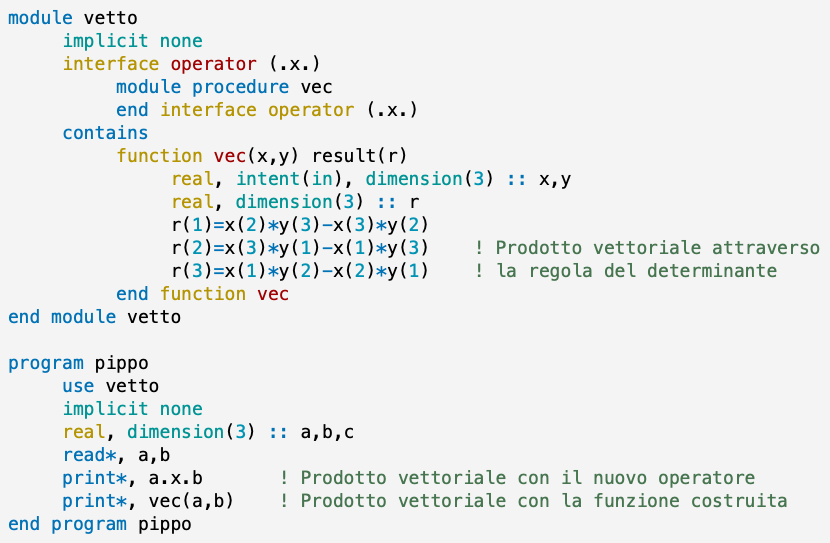 module vetto
     implicit none
     interface operator (.x.)
          module procedure vec
          end interface operator (.x.)
     contains
          function vec(x,y) result(r)
               real, intent(in), dimension(3) :: x,y
               real, dimension(3) :: r
               r(1)=x(2)*y(3)-x(3)*y(2)
               r(2)=x(3)*y(1)-x(1)*y(3)    ! Prodotto vettoriale attraverso
               r(3)=x(1)*y(2)-x(2)*y(1)    ! la regola del determinante
          end function vec
end module vetto

program pippo
     use vetto
     implicit none
     real, dimension(3) :: a,b,c
     read*, a,b
     print*, a.x.b       ! Prodotto vettoriale con il nuovo operatore
     print*, vec(a,b)    ! Prodotto vettoriale con la funzione costruita
end program pippo